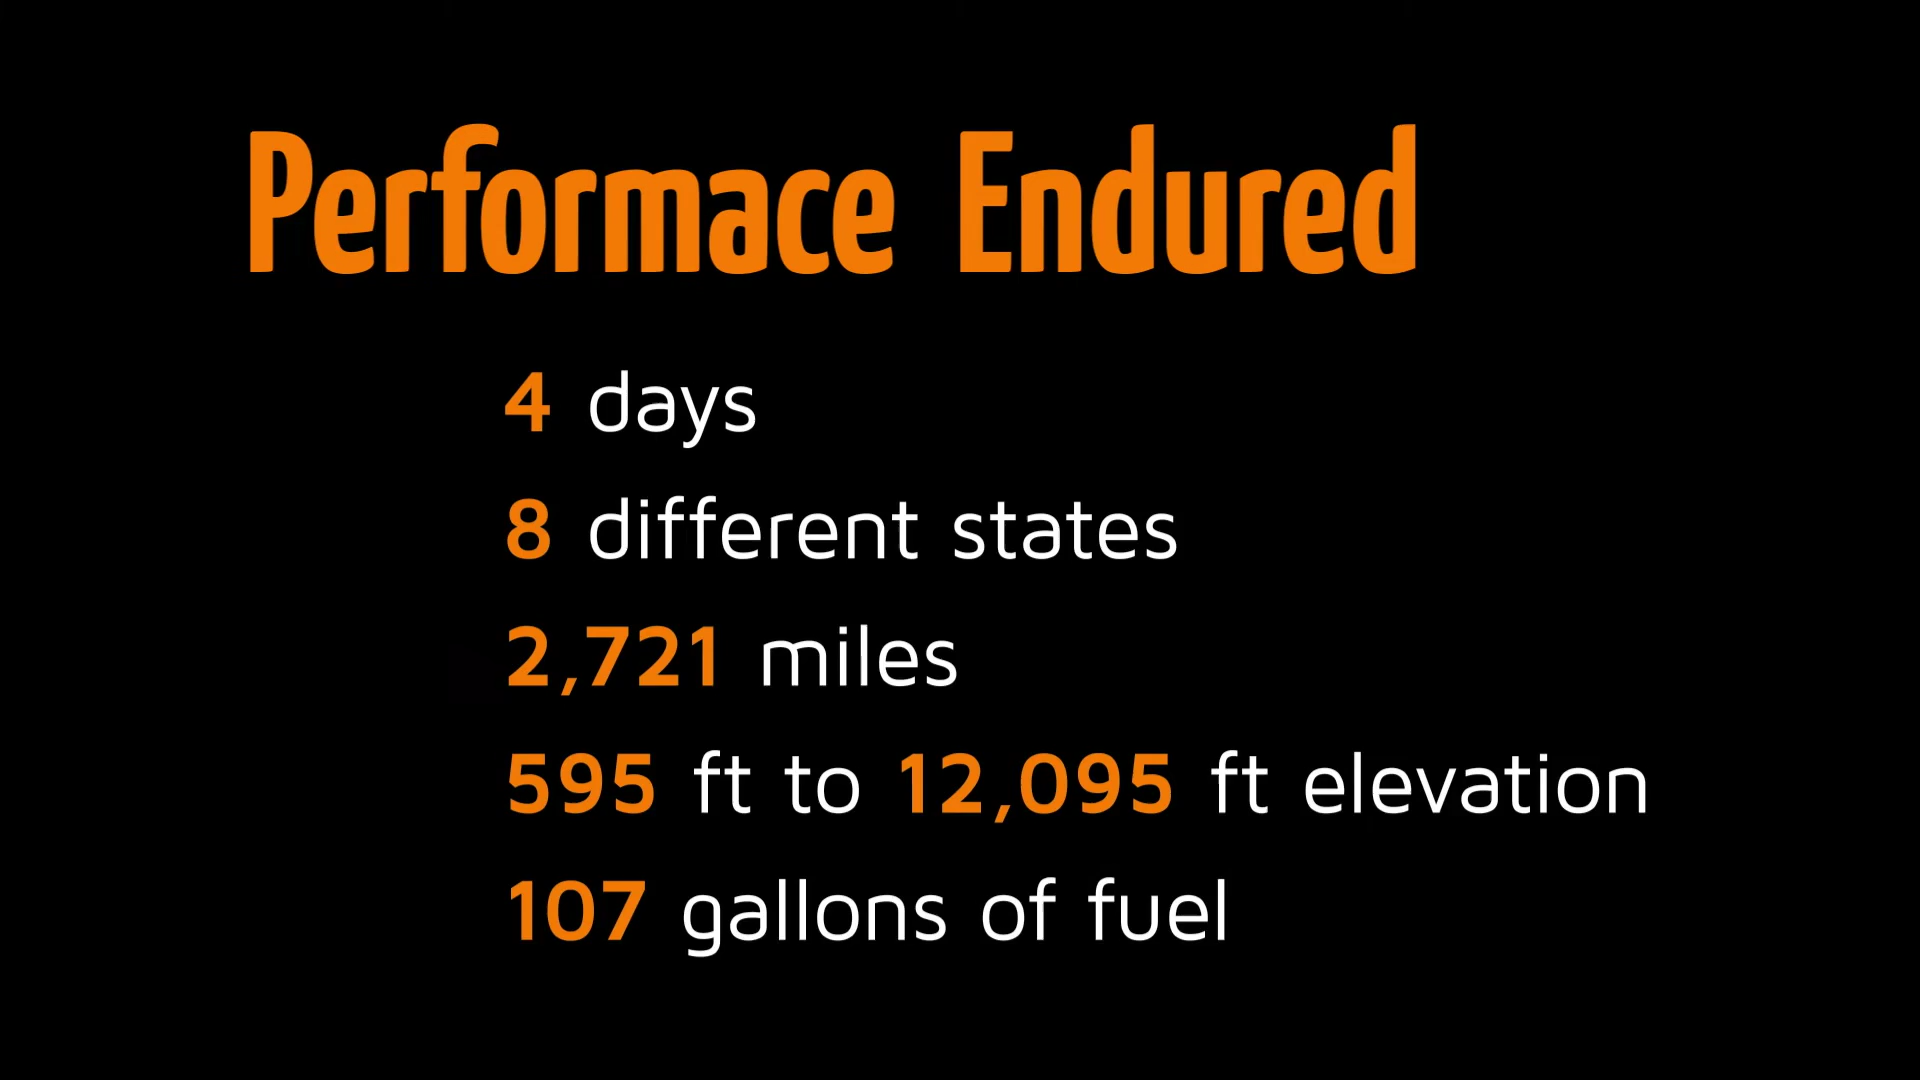 Performace Endured
4 days
8 different states
2,721 miles
595 ft to 12,095 ft elevation
107 gallons of fuel